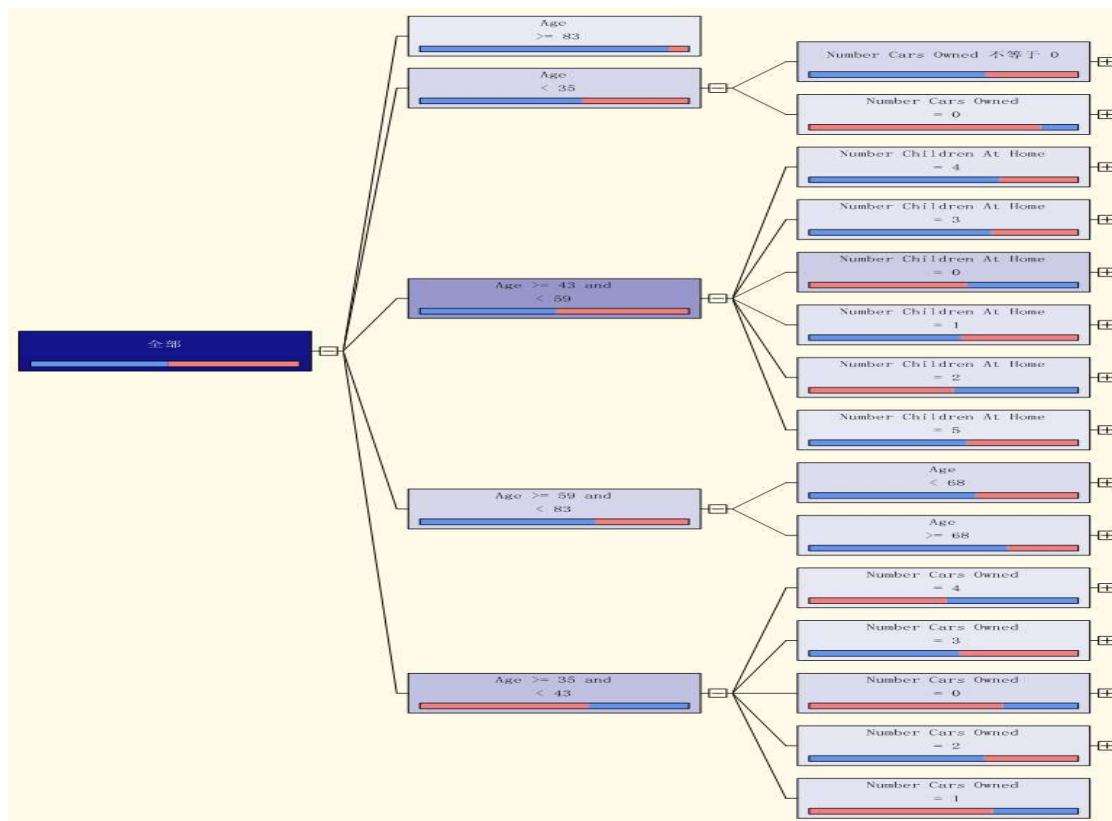 全部
Age
>= 83
Age
< 35
Age >= 43 and
< 59
Age >= 59 and
< 83
Age >= 35 and
< 43
Number Cars Owned 不等于 0
Number Cars Owned
= 0
Number Children At Home
= 4
Number Children At Home
= 3
Number Children At Home
= 0
Number Children At Home
= 1
Number Children At Home
= 2
Number Children At Home
= 5
Age
< 68
Age
>= 68
Number Cars Owned
= 4
Number Cars Owned
= 3
Number Cars Owned
= 0
Number Cars Owned
= 2
Number Cars Owned
= 1